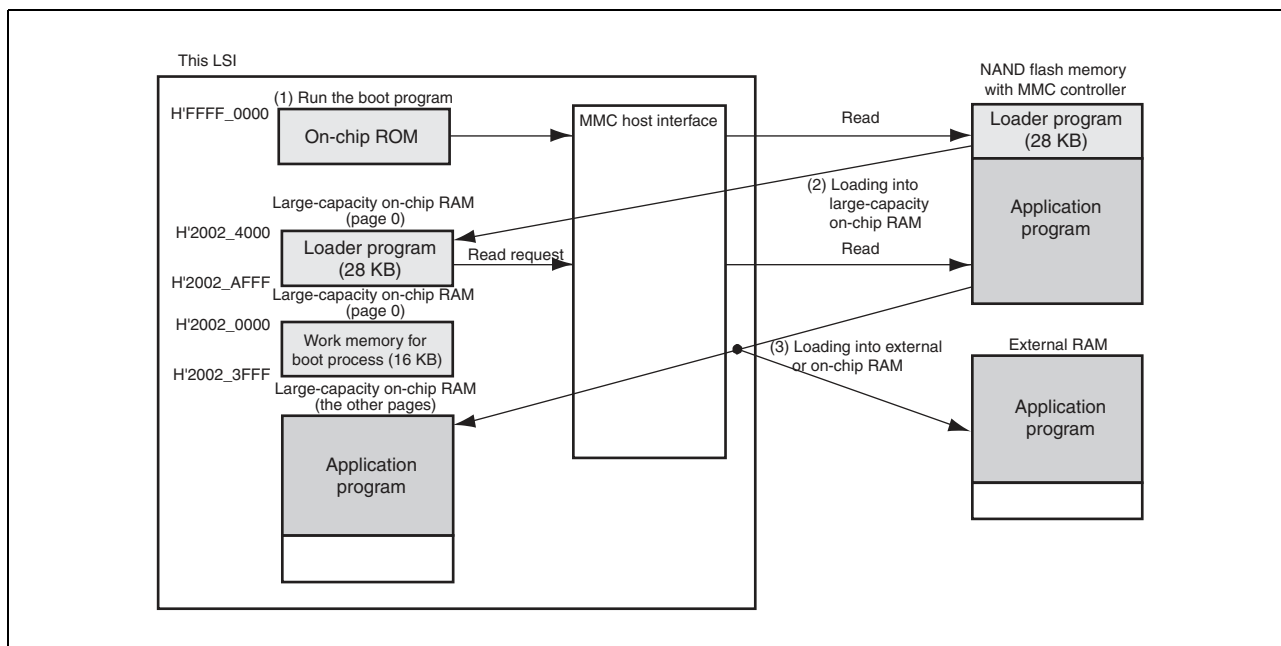 This LSI
(1) Run the boot program
H'FFFF_0000
On-chip ROM
MMC host interface
Read
NAND flash memory
with MMC controller
Loader program
(28 KB)
(2) Loading into
large-capacity
on-chip RAM
Application
program
Large-capacity on-chip RAM
(page 0)
H'2002_4000
Loader program
(28 KB)
Read request
Read
H'2002_AFFF
Large-capacity on-chip RAM
(page 0)
H'2002_0000
Work memory for
boot process (16 KB)
H'2002_3FFF
(3) Loading into external
or on-chip RAM
External RAM
Application
program
Large-capacity on-chip RAM
(the other pages)
Application
program